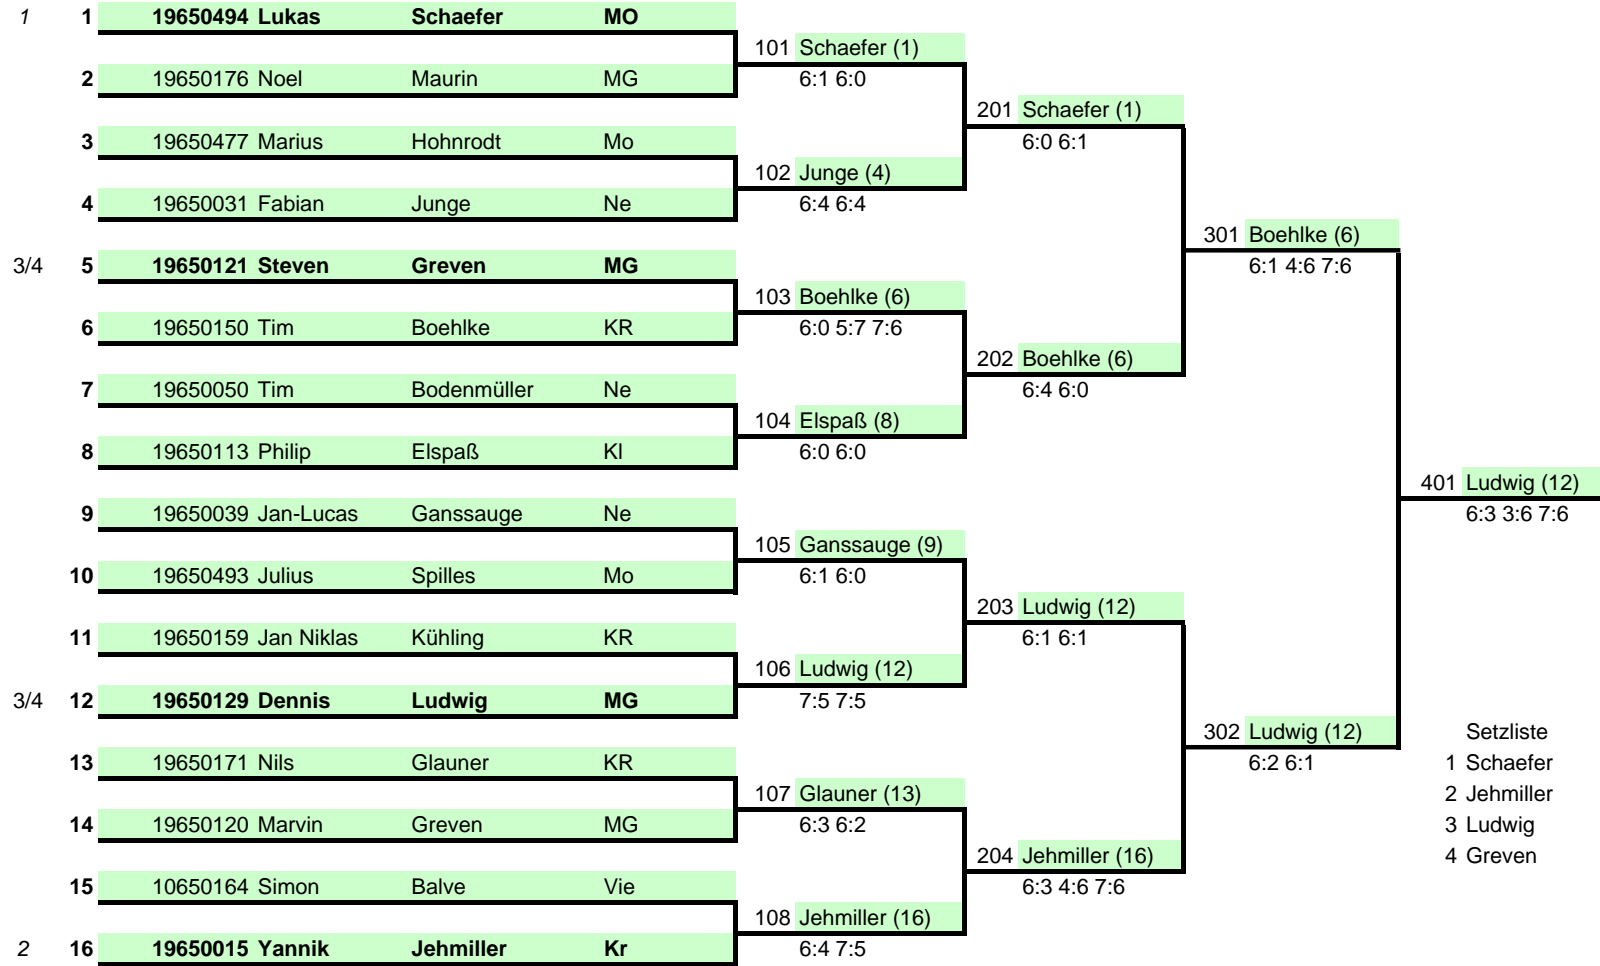 1 1 19650494 Lukas Schaefer MO
101 Schaefer (1)
2 19650176 Noel Maurin MG 6:1 6:0
201 Schaefer (1)
3 19650477 Marius Hohnrodt Mo 6:0 6:1
102 Junge (4)
4 19650031 Fabian Junge Ne 6:4 6:4
301 Boehlke (6)
3/4 5 19650121 Steven Greven MG 6:1 4:6 7:6
103 Boehlke (6)
6 19650150 Tim Boehlke KR 6:0 5:7 7:6
202 Boehlke (6)
7 19650050 Tim Bodenmüller Ne 6:4 6:0
104 Elspaß (8)
8 19650113 Philip Elspaß Kl 6:0 6:0
401 Ludwig (12)
9 19650039 Jan-Lucas Ganssauge Ne 6:3 3:6 7:6
105 Ganssauge (9)
10 19650493 Julius Spilles Mo 6:1 6:0
203 Ludwig (12)
11 19650159 Jan Niklas Kühling KR 6:1 6:1
106 Ludwig (12)
3/4 12 19650129 Dennis Ludwig MG 7:5 7:5
302 Ludwig (12) Setzliste
13 19650171 Nils Glauner KR 6:2 6:1 1 Schaefer
107 Glauner (13) 2 Jehmiller
14 19650120 Marvin Greven MG 6:3 6:2 3 Ludwig
204 Jehmiller (16) 4 Greven
15 10650164 Simon Balve Vie 6:3 4:6 7:6
108 Jehmiller (16)
2 16 19650015 Yannik Jehmiller Kr 6:4 7:5